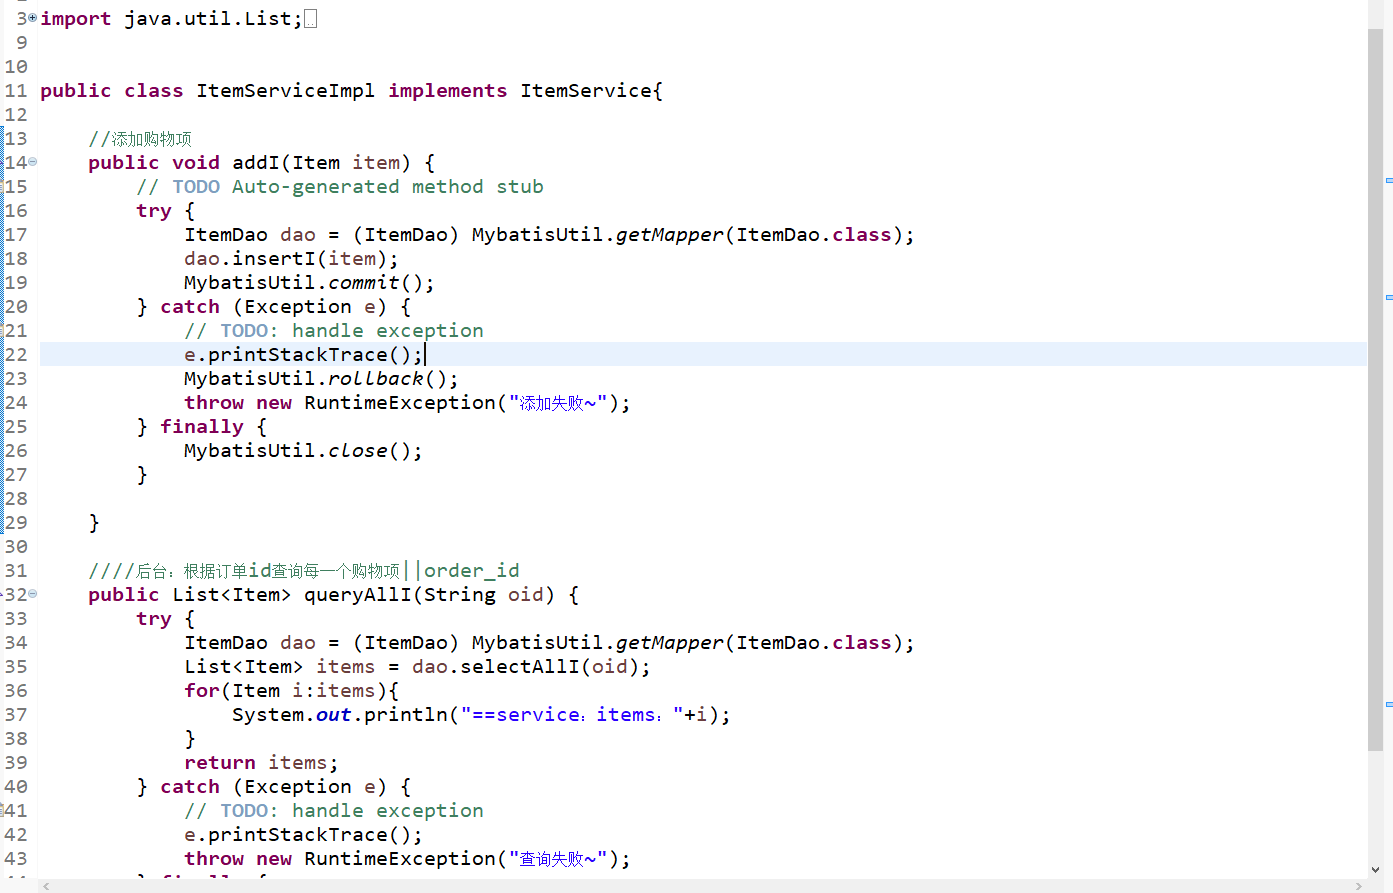 3 import java.util.List;
9
10
11 public class ItemServiceImpl implements ItemService{
12
13     //添加购物项
14     public void addI(Item item) {
15         // TODO Auto-generated method stub
16         try {
17             ItemDao dao = (ItemDao) MybatisUtil.getMapper(ItemDao.class);
18             dao.insertI(item);
19             MybatisUtil.commit();
20         } catch (Exception e) {
21             // TODO: handle exception
22             e.printStackTrace();
23             MybatisUtil.rollback();
24             throw new RuntimeException("添加失败~");
25         } finally {
26             MybatisUtil.close();
27         }
28
29     }
30
31     ////后台：根据订单id查询每一个购物项||order_id
32     public List<Item> queryAllI(String oid) {
33         try {
34             ItemDao dao = (ItemDao) MybatisUtil.getMapper(ItemDao.class);
35             List<Item> items = dao.selectAllI(oid);
36             for(Item i:items){
37                 System.out.println("==service：items："+i);
38             }
39             return items;
40         } catch (Exception e) {
41             // TODO: handle exception
42             e.printStackTrace();
43             throw new RuntimeException("查询失败~");